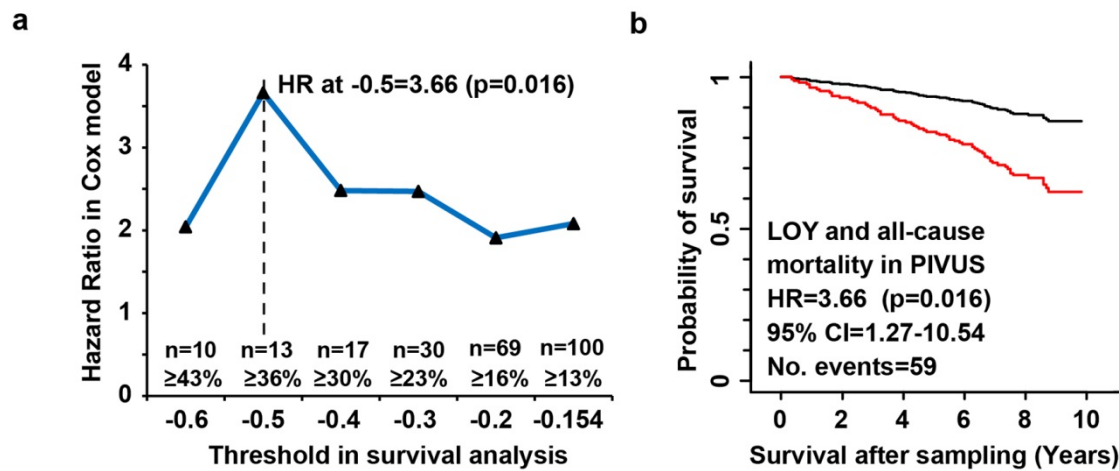 a
4
3
2
1
0
Hazard Ratio in Cox model
HR at -0.5=3.66 (p=0.016)
n=10 n=13 n=17 n=30 n=69 n=100
≥43% ≥36% ≥30% ≥23% ≥16% ≥13%
-0.6 -0.5 -0.4 -0.3 -0.2 -0.154
Threshold in survival analysis
b
1
0.5
0
Probability of survival
LOY and all-cause
mortality in PIVUS
HR=3.66 (p=0.016)
95% CI=1.27-10.54
No. events=59
0 2 4 6 8 10
Survival after sampling (Years)